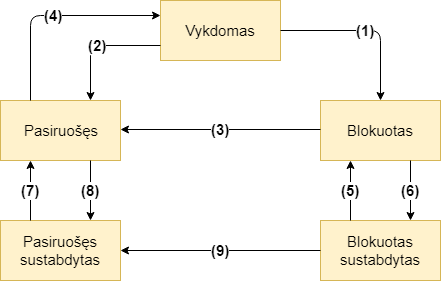 (4)
Vykdomas
(1)
(2)
Pasiruošęs
(3)
Blokuotas
(7)
(8)
(5)
(6)
Pasiruošęs
sustabdytas
(9)
Blokuotas
sustabdytas